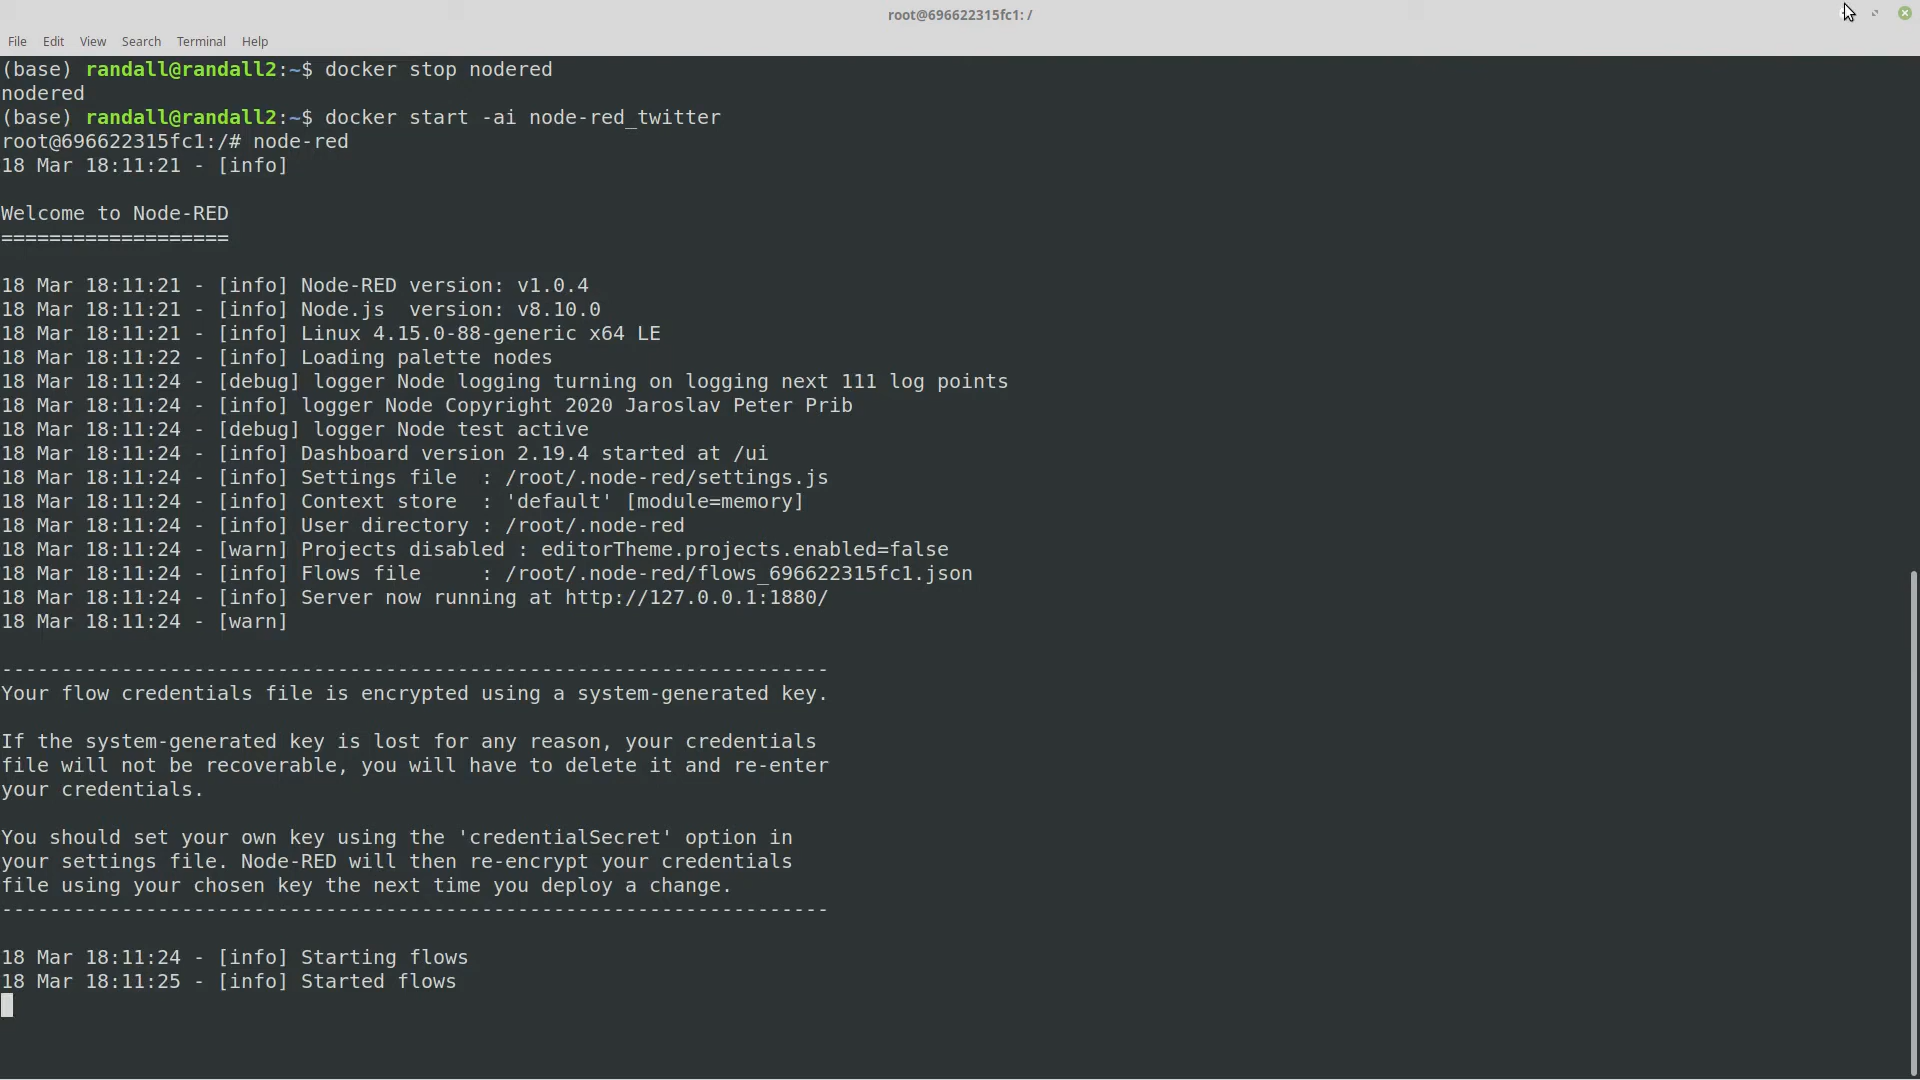 root@696622315fc1: /
File Edit View Search Terminal Help
(base) randall@randall2:~$ docker stop nodered
nodered
(base) randall@randall2:~$ docker start -ai node-red_twitter
root@696622315fc1:/# node-red
18 Mar 18:11:21 - [info]
Welcome to Node-RED
===================
18 Mar 18:11:21 - [info] Node-RED version: v1.0.4
18 Mar 18:11:21 - [info] Node.js  version: v8.10.0
18 Mar 18:11:21 - [info] Linux 4.15.0-88-generic x64 LE
18 Mar 18:11:22 - [info] Loading palette nodes
18 Mar 18:11:24 - [debug] logger Node logging turning on logging next 111 log points
18 Mar 18:11:24 - [info] logger Node Copyright 2020 Jaroslav Peter Prib
18 Mar 18:11:24 - [debug] logger Node test active
18 Mar 18:11:24 - [info] Dashboard version 2.19.4 started at /ui
18 Mar 18:11:24 - [info] Settings file  : /root/.node-red/settings.js
18 Mar 18:11:24 - [info] Context store  : 'default' [module=memory]
18 Mar 18:11:24 - [info] User directory : /root/.node-red
18 Mar 18:11:24 - [warn] Projects disabled : editorTheme.projects.enabled=false
18 Mar 18:11:24 - [info] Flows file     : /root/.node-red/flows_696622315fc1.json
18 Mar 18:11:24 - [info] Server now running at http://127.0.0.1:1880/
18 Mar 18:11:24 - [warn]
---------------------------------------------------------------------
Your flow credentials file is encrypted using a system-generated key.
If the system-generated key is lost for any reason, your credentials
file will not be recoverable, you will have to delete it and re-enter
your credentials.
You should set your own key using the 'credentialSecret' option in
your settings file. Node-RED will then re-encrypt your credentials
file using your chosen key the next time you deploy a change.
---------------------------------------------------------------------
18 Mar 18:11:24 - [info] Starting flows
18 Mar 18:11:25 - [info] Started flows